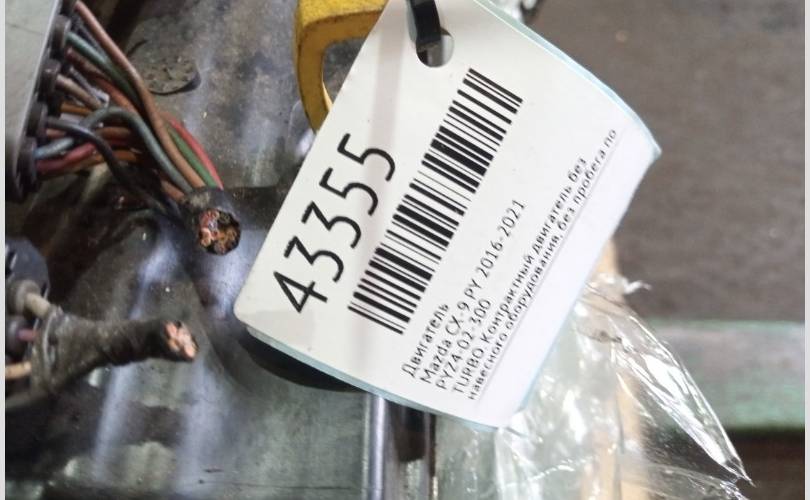 43355
Двигатель
Mazda CX-9 PY 2016-2021
PYZ4-02-300
TURBO. Контрактный двигатель без
навесного оборудования, без пробега по